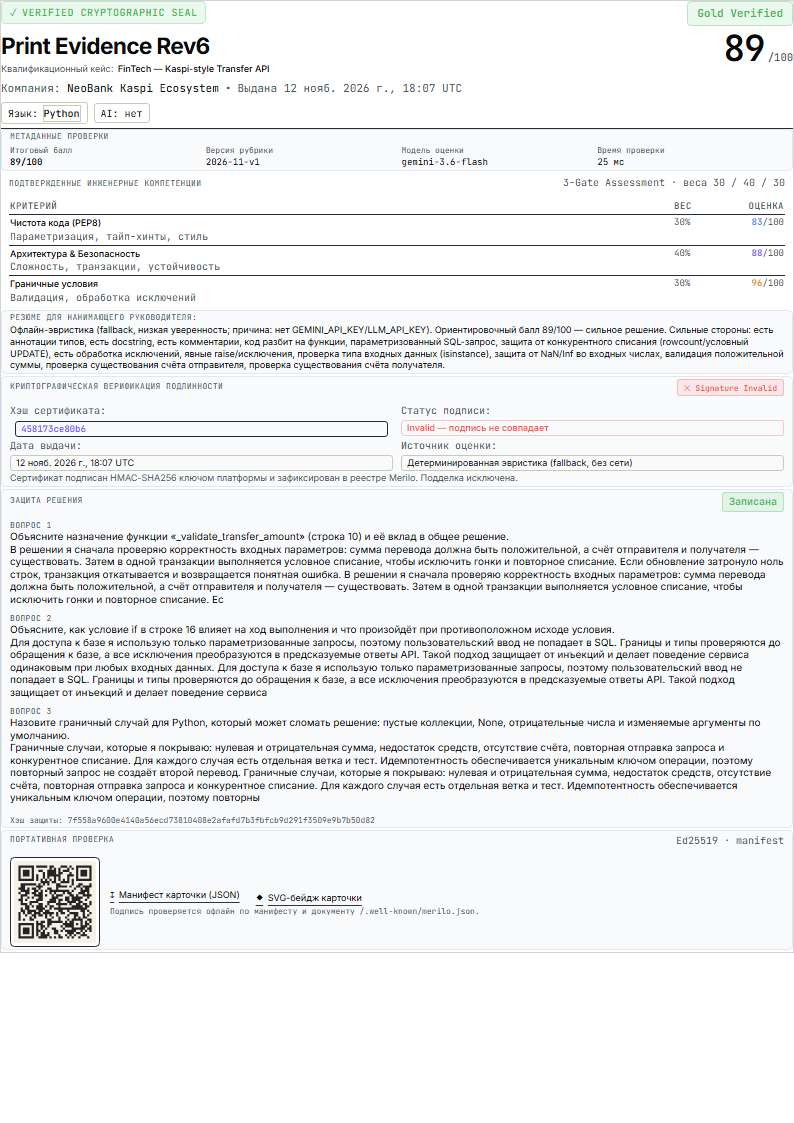 ✓ VERIFIED CRYPTOGRAPHIC SEAL
Gold Verified
Print Evidence Rev6
89 /100
Квалификационный кейс: FinTech — Kaspi-style Transfer API
Компания: NeoBank Kaspi Ecosystem • Выдана 12 нояб. 2026 г., 18:07 UTC
Язык: Python
AI: нет
МЕТАДАННЫЕ ПРОВЕРКИ
Итоговый балл
Версия рубрики
Модель оценки
Время проверки
89/100
2026-11-v1
gemini-3.6-flash
25 мс
ПОДТВЕРЖДЕННЫЕ ИНЖЕНЕРНЫЕ КОМПЕТЕНЦИИ
3-Gate Assessment · веса 30 / 40 / 30
КРИТЕРИЙ ВЕС ОЦЕНКА
Чистота кода (PEP8) 30% 83/100
Параметризация, тайп-хинты, стиль
Архитектура & Безопасность 40% 88/100
Сложность, транзакции, устойчивость
Граничные условия 30% 96/100
Валидация, обработка исключений
РЕЗЮМЕ ДЛЯ НАНИМАЮЩЕГО РУКОВОДИТЕЛЯ:
Офлайн-эвристика (fallback, низкая уверенность; причина: нет GEMINI_API_KEY/LLM_API_KEY). Ориентировочный балл 89/100 — сильное решение. Сильные стороны: есть
аннотации типов, есть docstring, есть комментарии, код разбит на функции, параметризованный SQL-запрос, защита от конкурентного списания (rowcount/условный
UPDATE), есть обработка исключений, явные raise/исключения, проверка типа входных данных (isinstance), защита от NaN/Inf во входных числах, валидация положительной
суммы, проверка существования счёта отправителя, проверка существования счёта получателя.
КРИПТОГРАФИЧЕСКАЯ ВЕРИФИКАЦИЯ ПОДЛИННОСТИ
✕ Signature Invalid
Хэш сертификата:
Статус подписи:
458173ce80b6
Invalid — подпись не совпадает
Дата выдачи:
Источник оценки:
12 нояб. 2026 г., 18:07 UTC
Детерминированная эвристика (fallback, без сети)
Сертификат подписан HMAC-SHA256 ключом платформы и зафиксирован в реестре Merilo. Подделка исключена.
ЗАЩИТА РЕШЕНИЯ
Записана
ВОПРОС 1
Объясните назначение функции «_validate_transfer_amount» (строка 10) и её вклад в общее решение.
В решении я сначала проверяю корректность входных параметров: сумма перевода должна быть положительной, а счёт отправителя и получателя —
существовать. Затем в одной транзакции выполняется условное списание, чтобы исключить гонки и повторное списание. Если обновление затронуло ноль
строк, транзакция откатывается и возвращается понятная ошибка. В решении я сначала проверяю корректность входных параметров: сумма перевода
должна быть положительной, а счёт отправителя и получателя — существовать. Затем в одной транзакции выполняется условное списание, чтобы
исключить гонки и повторное списание. Ес
ВОПРОС 2
Объясните, как условие if в строке 16 влияет на ход выполнения и что произойдёт при противоположном исходе условия.
Для доступа к базе я использую только параметризованные запросы, поэтому пользовательский ввод не попадает в SQL. Границы и типы проверяются до
обращения к базе, а все исключения преобразуются в предсказуемые ответы API. Такой подход защищает от инъекций и делает поведение сервиса
одинаковым при любых входных данных. Для доступа к базе я использую только параметризованные запросы, поэтому пользовательский ввод не
попадает в SQL. Границы и типы проверяются до обращения к базе, а все исключения преобразуются в предсказуемые ответы API. Такой подход
защищает от инъекций и делает поведение сервиса
ВОПРОС 3
Назовите граничный случай для Python, который может сломать решение: пустые коллекции, None, отрицательные числа и изменяемые аргументы по
умолчанию.
Граничные случаи, которые я покрываю: нулевая и отрицательная сумма, недостаток средств, отсутствие счёта, повторная отправка запроса и
конкурентное списание. Для каждого случая есть отдельная ветка и тест. Идемпотентность обеспечивается уникальным ключом операции, поэтому
повторный запрос не создаёт второй перевод. Граничные случаи, которые я покрываю: нулевая и отрицательная сумма, недостаток средств, отсутствие
счёта, повторная отправка запроса и конкурентное списание. Для каждого случая есть отдельная ветка и тест. Идемпотентность обеспечивается
уникальным ключом операции, поэтому повторны
Хэш защиты: 7f558a9600e4140a56ecd73810408e2afafd7b3fbfcb9d291f3509e9b7b50d82
ПОРТАТИВНАЯ ПРОВЕРКА
Ed25519 · manifest
↧ Манифест карточки (JSON)
◆ SVG-бейдж карточки
Подпись проверяется офлайн по манифесту и документу /.well-known/merilo.json.